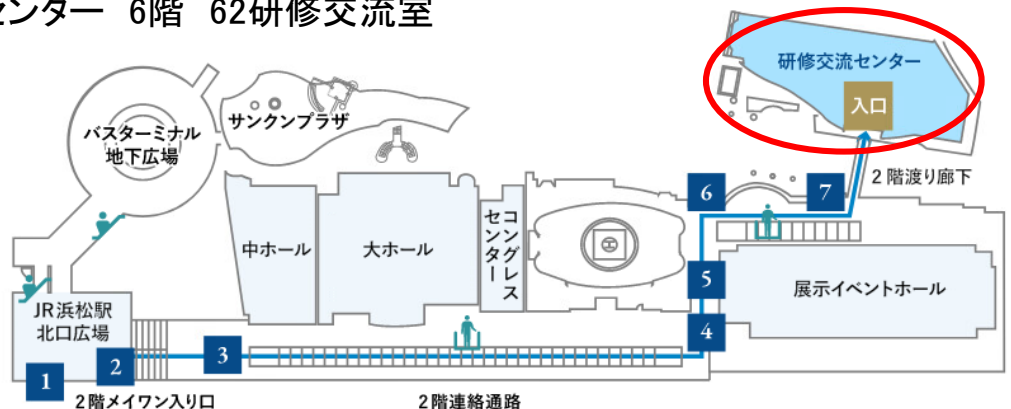 センター 6階 62研修交流室
研修交流センター
入口
サンクンプラザ
バスターミナル
地下広場
2階渡り廊下
6
7
中ホール
大ホール
コングレス
センター
5
展示イベントホール
JR浜松駅
北口広場
4
3
2
1
2階メイワン入り口
2階連絡通路